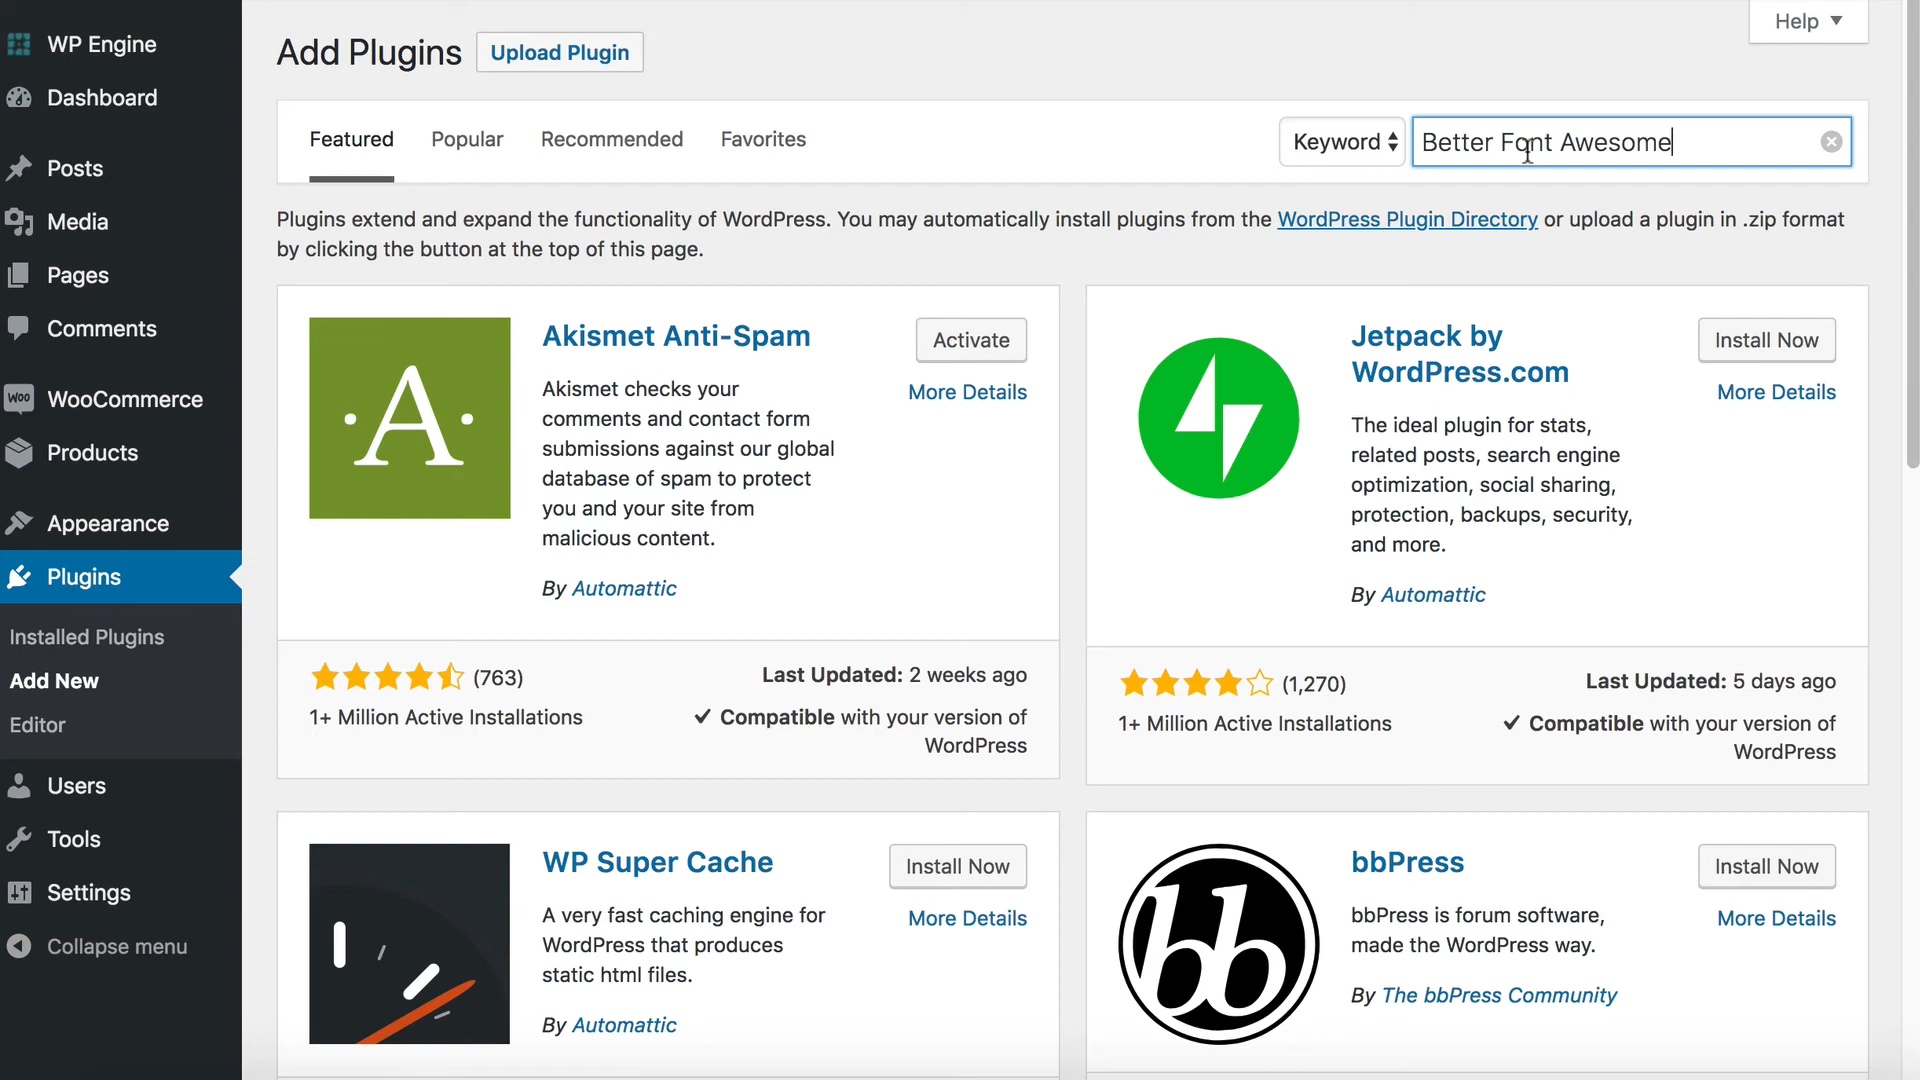 WP Engine
Dashboard
Posts
Media
Pages
Comments
WOO
WooCommerce
Products
Appearance
Plugins
Installed Plugins
Add New
Editor
Users
Tools
Settings
Collapse menu
Help
Add Plugins
Upload Plugin
Featured
Popular
Recommended
Favorites
Keyword
Better Font Awesome
Plugins extend and expand the functionality of WordPress. You may automatically install plugins from the WordPress Plugin Directory or upload a plugin in .zip format
by clicking the button at the top of this page.
A
Akismet Anti-Spam
Activate
More Details
Akismet checks your
comments and contact form
submissions against our global
database of spam to protect
you and your site from
malicious content.
By Automattic
(763)
Last Updated: 2 weeks ago
1+ Million Active Installations
✓ Compatible with your version of
WordPress
Jetpack by
WordPress.com
Install Now
More Details
The ideal plugin for stats,
related posts, search engine
optimization, social sharing,
protection, backups, security,
and more.
By Automattic
(1,270)
Last Updated: 5 days ago
1+ Million Active Installations
✓ Compatible with your version of
WordPress
WP Super Cache
Install Now
More Details
A very fast caching engine for
WordPress that produces
static html files.
By Automattic
bb
bbPress
Install Now
More Details
bbPress is forum software,
made the WordPress way.
By The bbPress Community